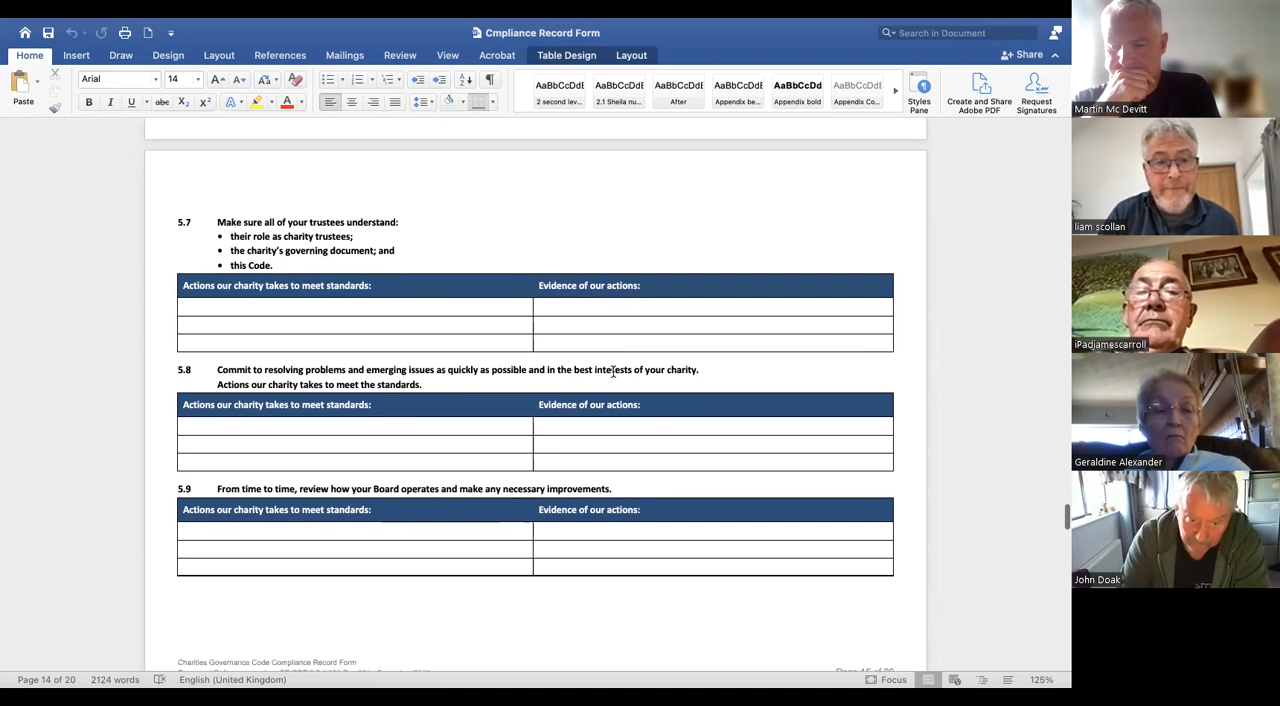 Cmpliance Record Form
Search in Document
Home Insert Draw Design Layout References Mailings Review View Acrobat Table Design Layout
Share
Paste
Arial 14
AaBbCcDdE AaBbCcDdE AaBbCcDdE AaBbCcDdE AaBbCcDd AaBbCcDdE
2 second lev... 2.1 Sheila nu... After Appendix be... Appendix bold Appendix Co...
Styles Pane
Create and Share Adobe PDF
Request Signatures
5.7 Make sure all of your trustees understand:
• their role as charity trustees;
• the charity's governing document; and
• this Code.
Actions our charity takes to meet standards: Evidence of our actions:
5.8 Commit to resolving problems and emerging issues as quickly as possible and in the best interests of your charity.
Actions our charity takes to meet the standards.
Actions our charity takes to meet standards: Evidence of our actions:
5.9 From time to time, review how your Board operates and make any necessary improvements.
Actions our charity takes to meet standards: Evidence of our actions:
Charities Governance Code Compliance Record Form
Page 14 of 20 2124 words English (United Kingdom) Focus 125%
Martin Mc Devitt
liam scollan
iPadjamescarroll
Geraldine Alexander
John Doak